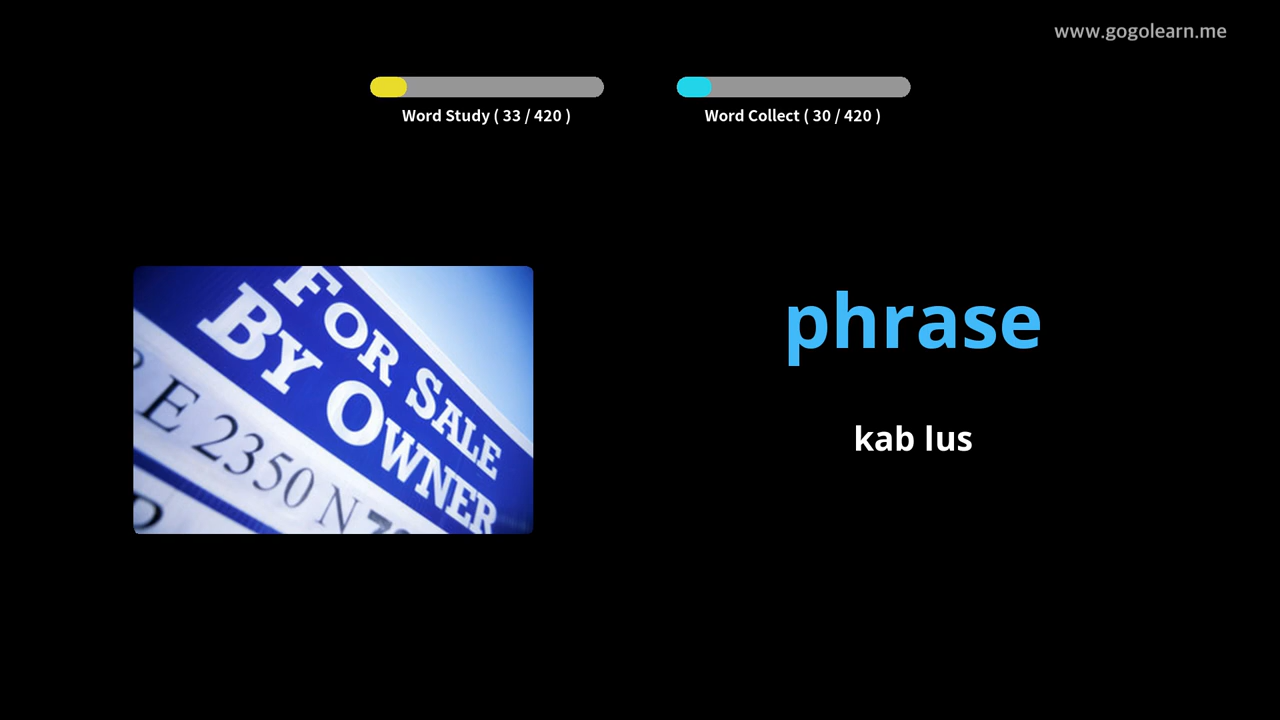 www.gogolearn.me
Word Study ( 33 / 420 )
Word Collect ( 30 / 420 )
FOR SALE
BY OWNER
E 2350 N
phrase
kab lus